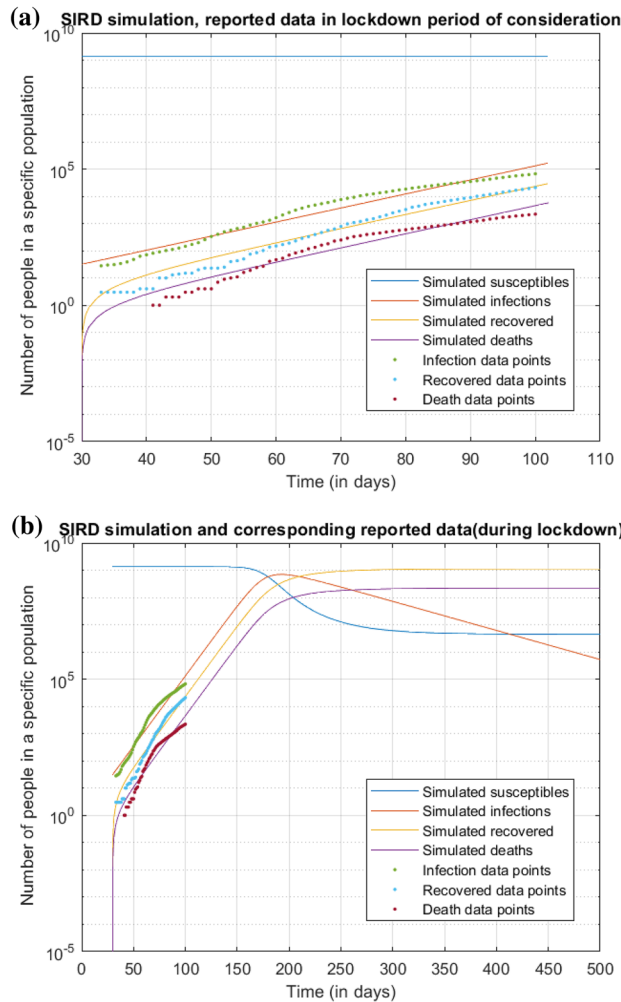 (a) SIRD simulation, reported data in lockdown period of consideration
10^10
10^5
10^0
10^-5
Number of people in a specific population
Simulated susceptibles
Simulated infections
Simulated recovered
Simulated deaths
Infection data points
Recovered data points
Death data points
30 40 50 60 70 80 90 100 110
Time (in days)
(b) SIRD simulation and corresponding reported data(during lockdown)
10^10
10^5
10^0
10^-5
Number of people in a specific population
Simulated susceptibles
Simulated infections
Simulated recovered
Simulated deaths
Infection data points
Recovered data points
Death data points
0 50 100 150 200 250 300 350 400 450 500
Time (in days)